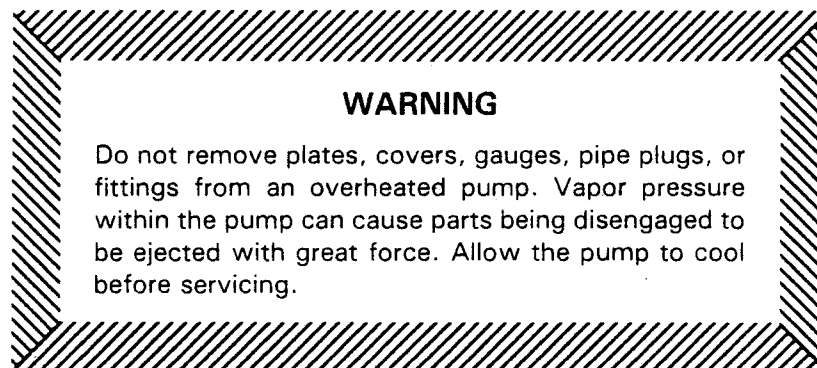 WARNING
Do not remove plates, covers, gauges, pipe plugs, or
fittings from an overheated pump. Vapor pressure
within the pump can cause parts being disengaged to
be ejected with great force. Allow the pump to cool
before servicing.